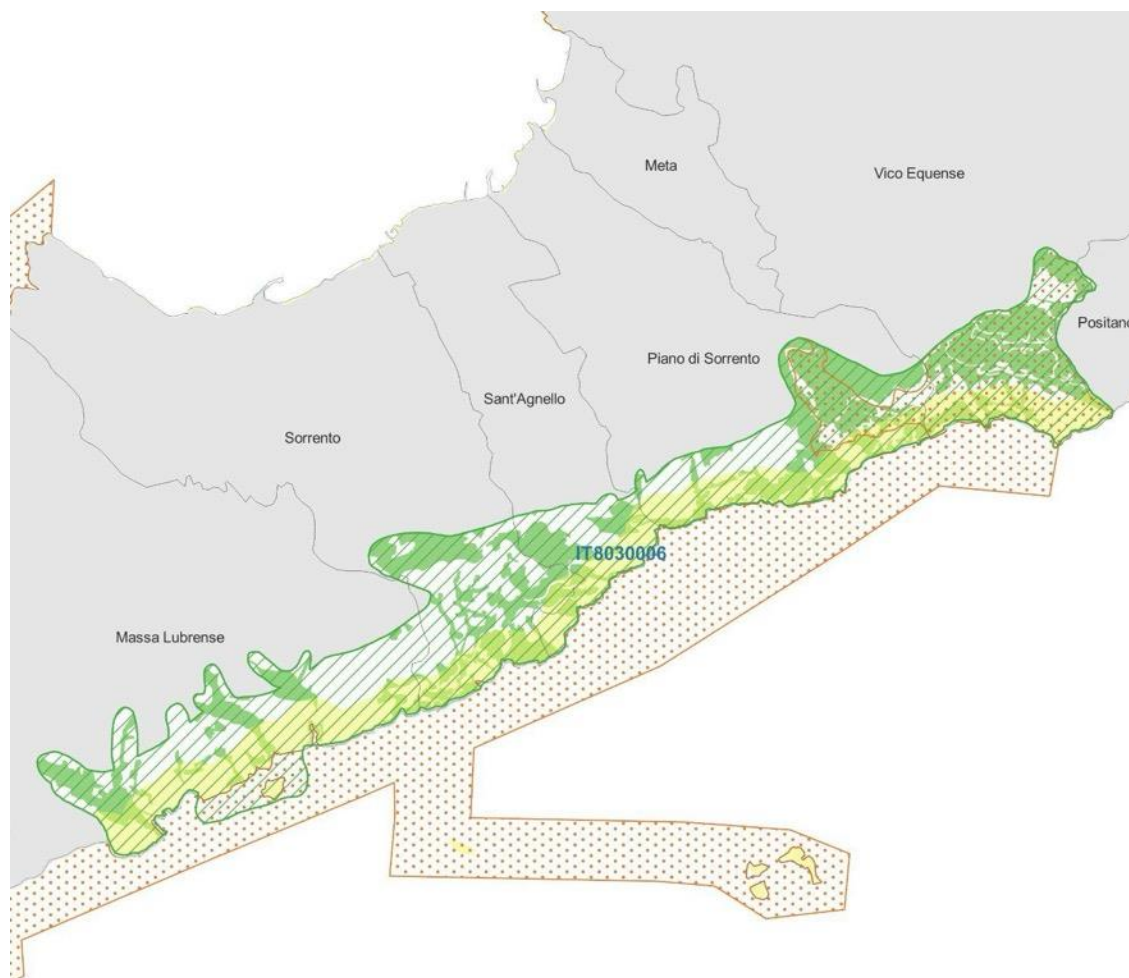 Meta
Vico Equense
Positano
Piano di Sorrento
Sant'Agnello
Sorrento
IT8030006
Massa Lubrense